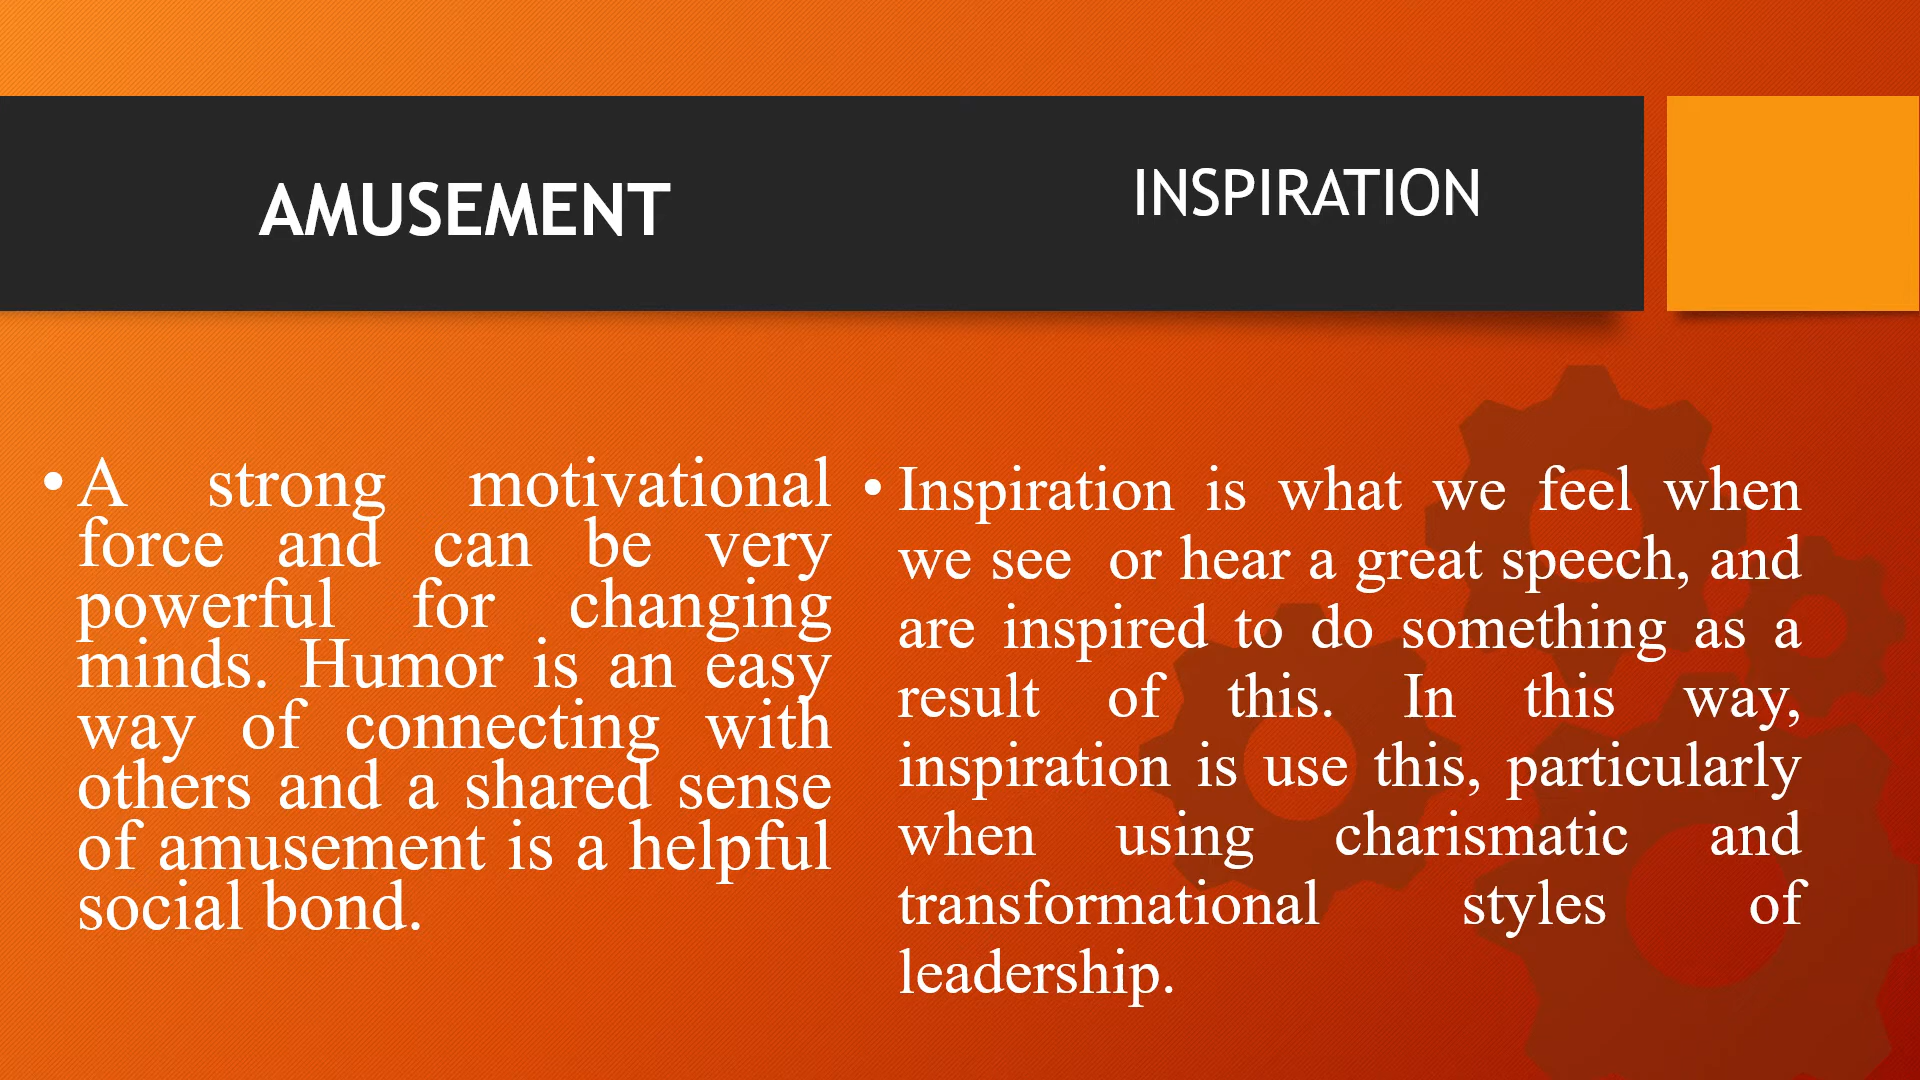 AMUSEMENT
INSPIRATION
• A strong motivational
force and can be very
powerful for changing
minds. Humor is an easy
way of connecting with
others and a shared sense
of amusement is a helpful
social bond.
• Inspiration is what we feel when
we see  or hear a great speech, and
are inspired to do something as a
result of this. In this way,
inspiration is use this, particularly
when using charismatic and
transformational styles of
leadership.